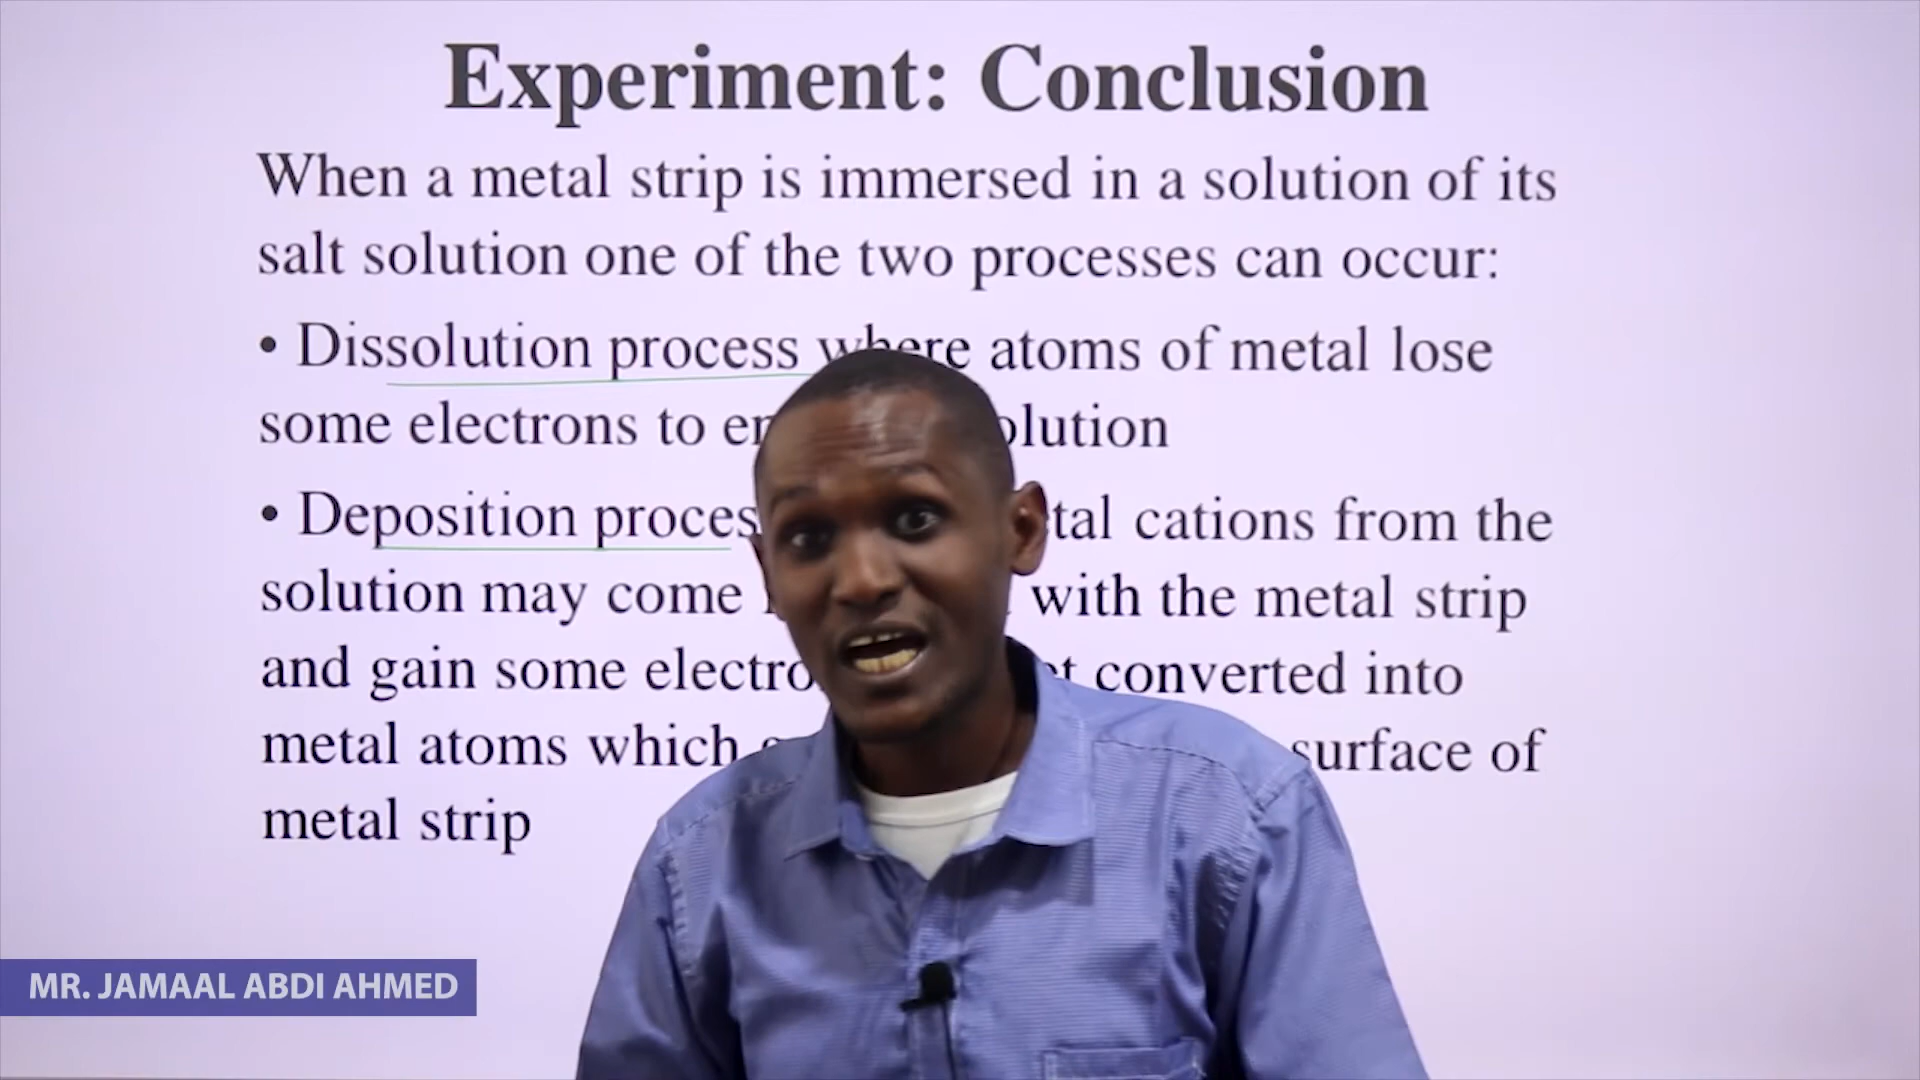 Experiment: Conclusion
When a metal strip is immersed in a solution of its
salt solution one of the two processes can occur:
• Dissolution process where atoms of metal lose
some electrons to
• Deposition cations from the
solution may come with the metal strip
and gain some converted into
metal atoms which surface of
metal strip
MR. JAMAAL ABDI AHMED